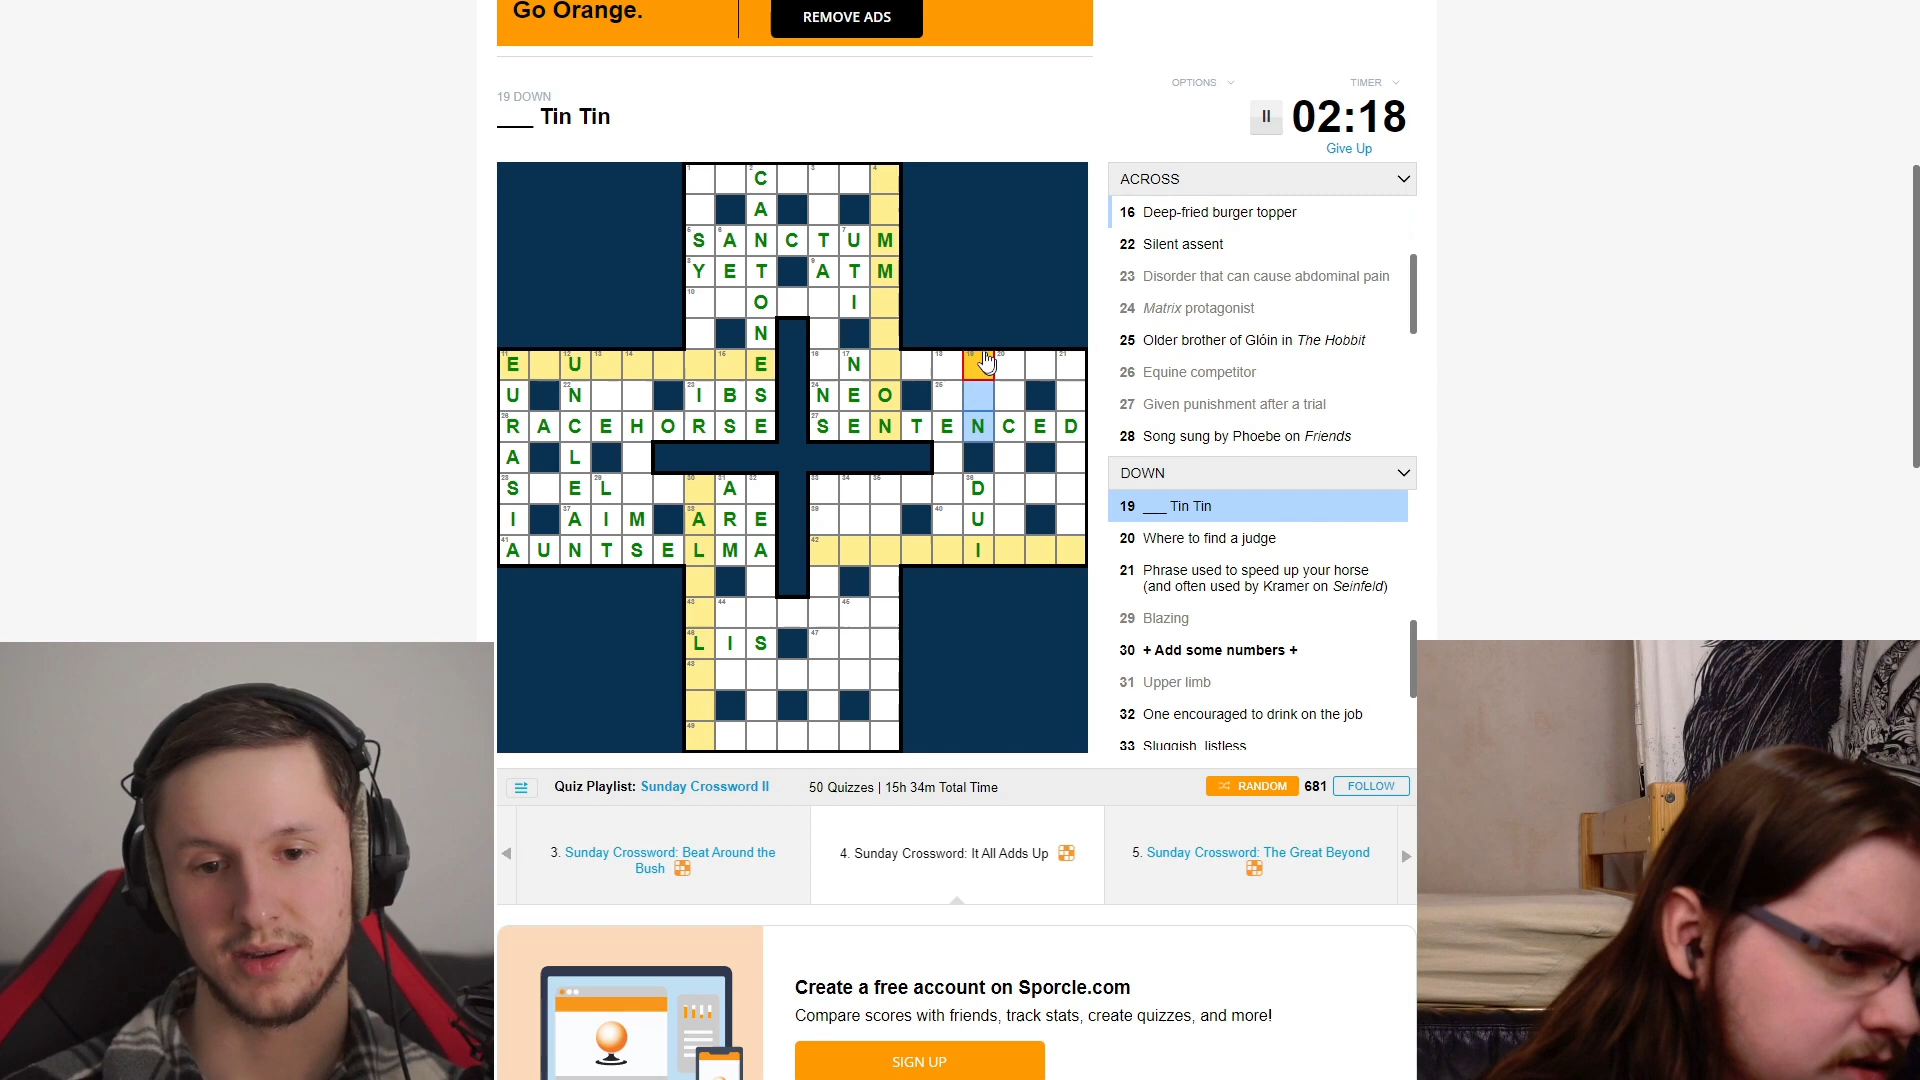 Go Orange.
REMOVE ADS
OPTIONS
TIMER
19 DOWN
___ Tin Tin
02:18
Give Up
ACROSS
16 Deep-fried burger topper
22 Silent assent
23 Disorder that can cause abdominal pain
24 Matrix protagonist
25 Older brother of Glóin in The Hobbit
26 Equine competitor
27 Given punishment after a trial
28 Song sung by Phoebe on Friends
DOWN
19 ___ Tin Tin
20 Where to find a judge
21 Phrase used to speed up your horse
(and often used by Kramer on Seinfeld)
29 Blazing
30 + Add some numbers +
31 Upper limb
32 One encouraged to drink on the job
33 Sluggish, listless
C
A
S A N C T U M
Y E T A T M
O I
N
E U E N
U N I B S N E O
R A C E H O R S E S E N T E N C E D
A L
S E L A D
I A I M A R E U
A U N T S E L M A I
L I S
Quiz Playlist: Sunday Crossword II
50 Quizzes | 15h 34m Total Time
RANDOM
681
FOLLOW
3. Sunday Crossword: Beat Around the
Bush
4. Sunday Crossword: It All Adds Up
5. Sunday Crossword: The Great Beyond
Create a free account on Sporcle.com
Compare scores with friends, track stats, create quizzes, and more!
SIGN UP